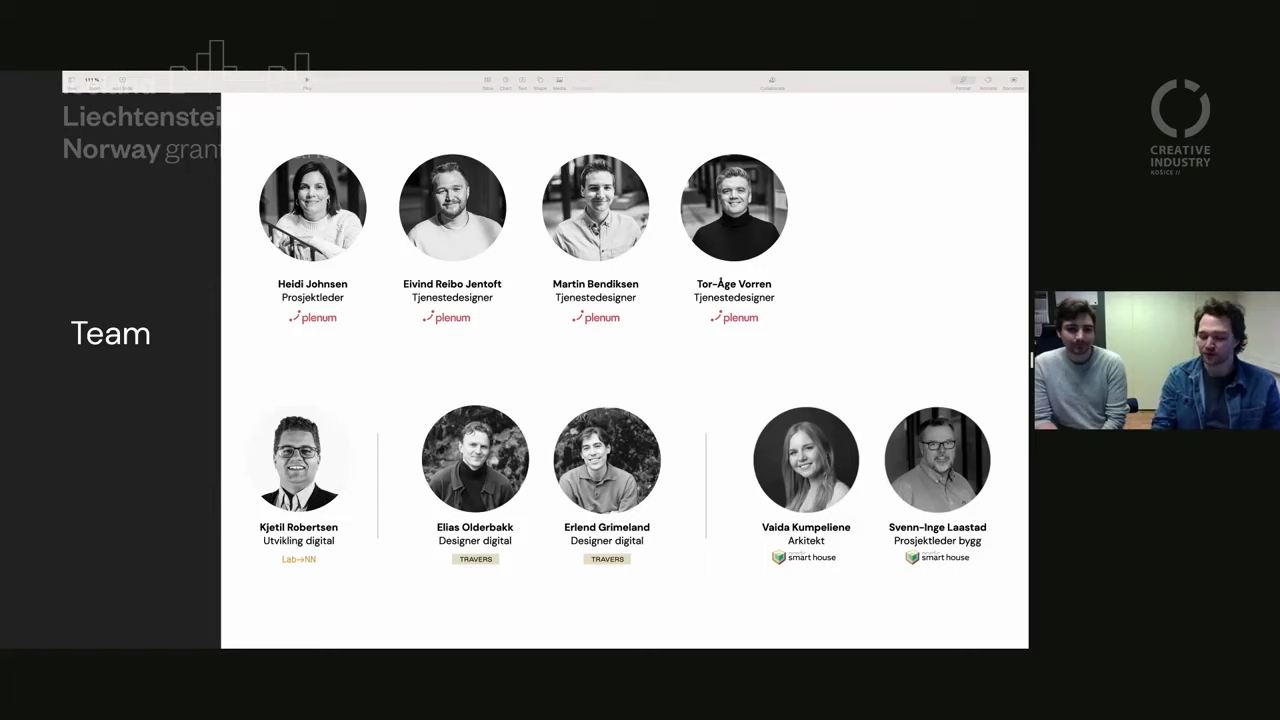 Liechtenstein
Norway grant
CREATIVE
INDUSTRY
KOŠICE //
Team
Heidi Johnsen
Prosjektleder
plenum
Eivind Reibo Jentoft
Tjenestedesigner
plenum
Martin Bendiksen
Tjenestedesigner
plenum
Tor-Åge Vorren
Tjenestedesigner
plenum
Kjetil Robertsen
Utvikling digital
Lab→NN
Elias Olderbakk
Designer digital
TRAVERS
Erlend Grimeland
Designer digital
TRAVERS
Vaida Kumpeliene
Arkitekt
smart house
Svenn-Inge Laastad
Prosjektleder bygg
smart house